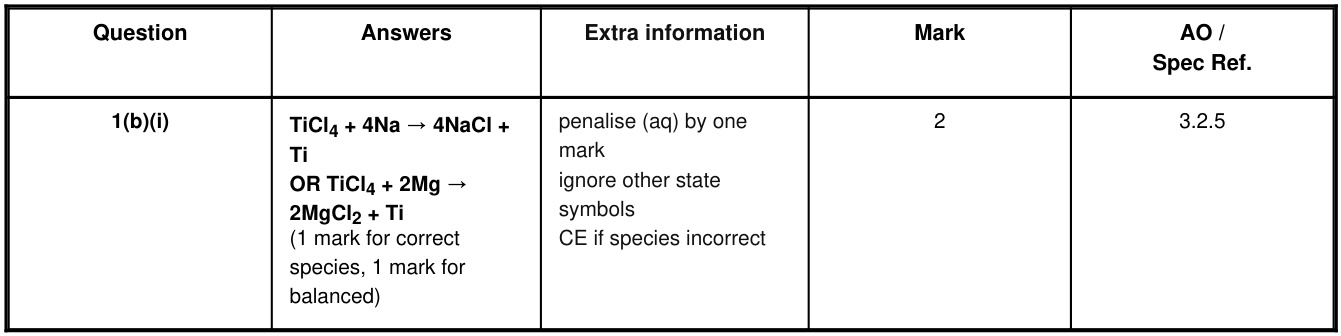 Question Answers Extra information Mark AO /
Spec Ref.
1(b)(i) TiCl4 + 4Na → 4NaCl + penalise (aq) by one 2 3.2.5
Ti mark
OR TiCl4 + 2Mg → ignore other state
2MgCl2 + Ti symbols
(1 mark for correct CE if species incorrect
species, 1 mark for
balanced)